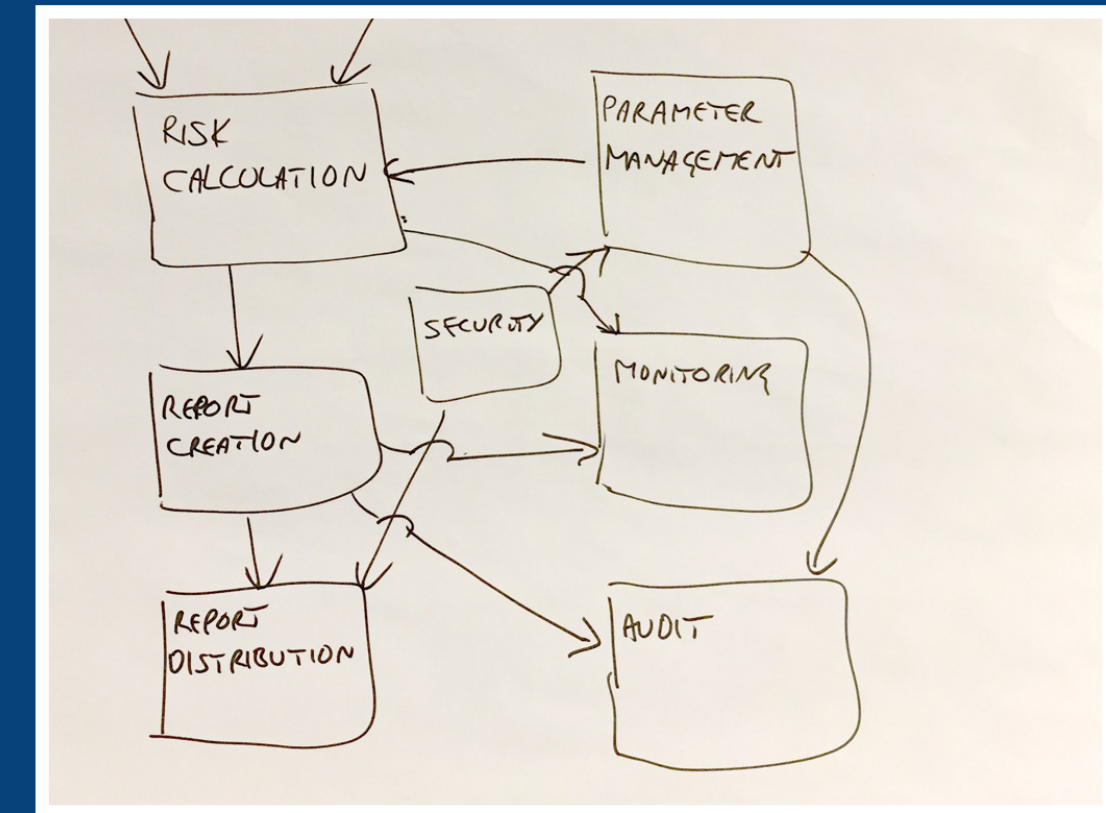 RISK
CALCULATION
PARAMETER
MANAGEMENT
SECURITY
MONITORING
REPORT
CREATION
REPORT
DISTRIBUTION
AUDIT